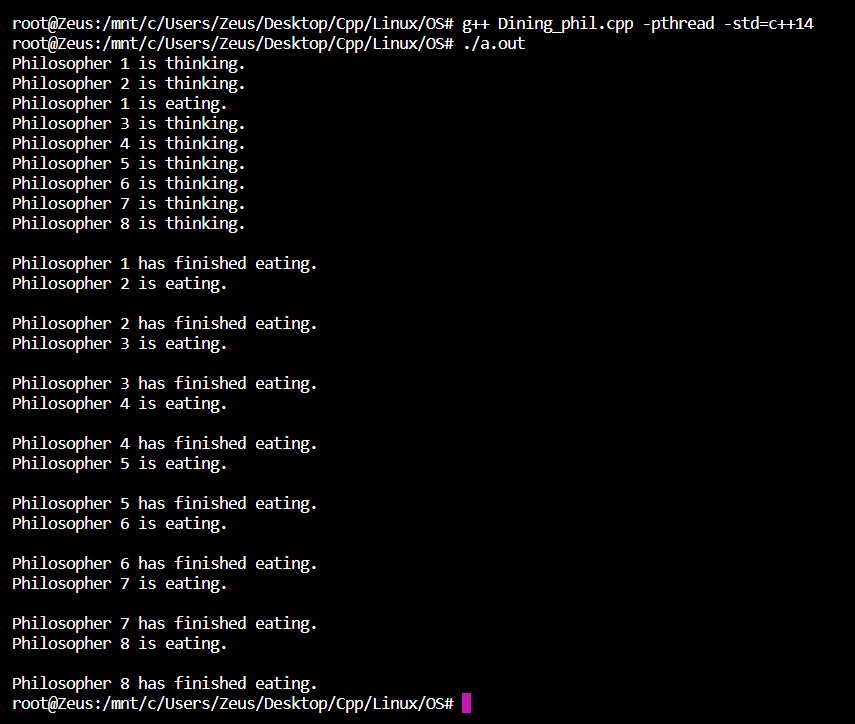 root@Zeus:/mnt/c/Users/Zeus/Desktop/Cpp/Linux/OS# g++ Dining_phil.cpp -pthread -std=c++14
root@Zeus:/mnt/c/Users/Zeus/Desktop/Cpp/Linux/OS# ./a.out
Philosopher 1 is thinking.
Philosopher 2 is thinking.
Philosopher 1 is eating.
Philosopher 3 is thinking.
Philosopher 4 is thinking.
Philosopher 5 is thinking.
Philosopher 6 is thinking.
Philosopher 7 is thinking.
Philosopher 8 is thinking.

Philosopher 1 has finished eating.
Philosopher 2 is eating.

Philosopher 2 has finished eating.
Philosopher 3 is eating.

Philosopher 3 has finished eating.
Philosopher 4 is eating.

Philosopher 4 has finished eating.
Philosopher 5 is eating.

Philosopher 5 has finished eating.
Philosopher 6 is eating.

Philosopher 6 has finished eating.
Philosopher 7 is eating.

Philosopher 7 has finished eating.
Philosopher 8 is eating.

Philosopher 8 has finished eating.
root@Zeus:/mnt/c/Users/Zeus/Desktop/Cpp/Linux/OS#